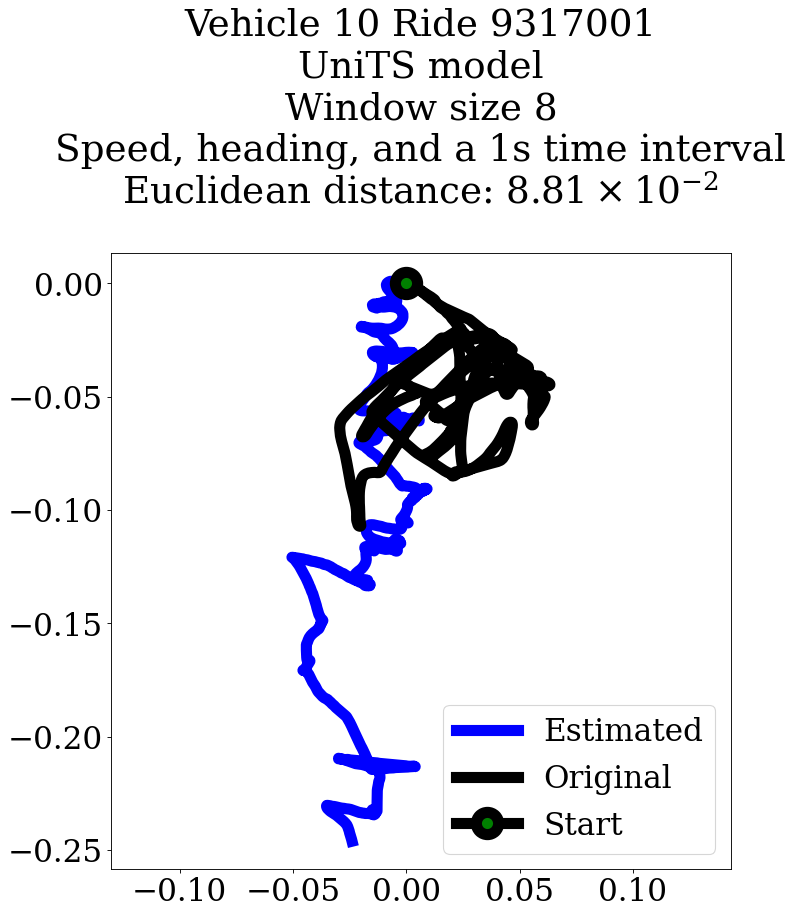 Vehicle 10 Ride 9317001
UniTS model
Window size 8
Speed, heading, and a 1s time interval
Euclidean distance: 8.81 × 10⁻²
0.00
−0.05
−0.10
−0.15
−0.20
−0.25
Estimated
Original
Start
−0.10 −0.05 0.00 0.05 0.10